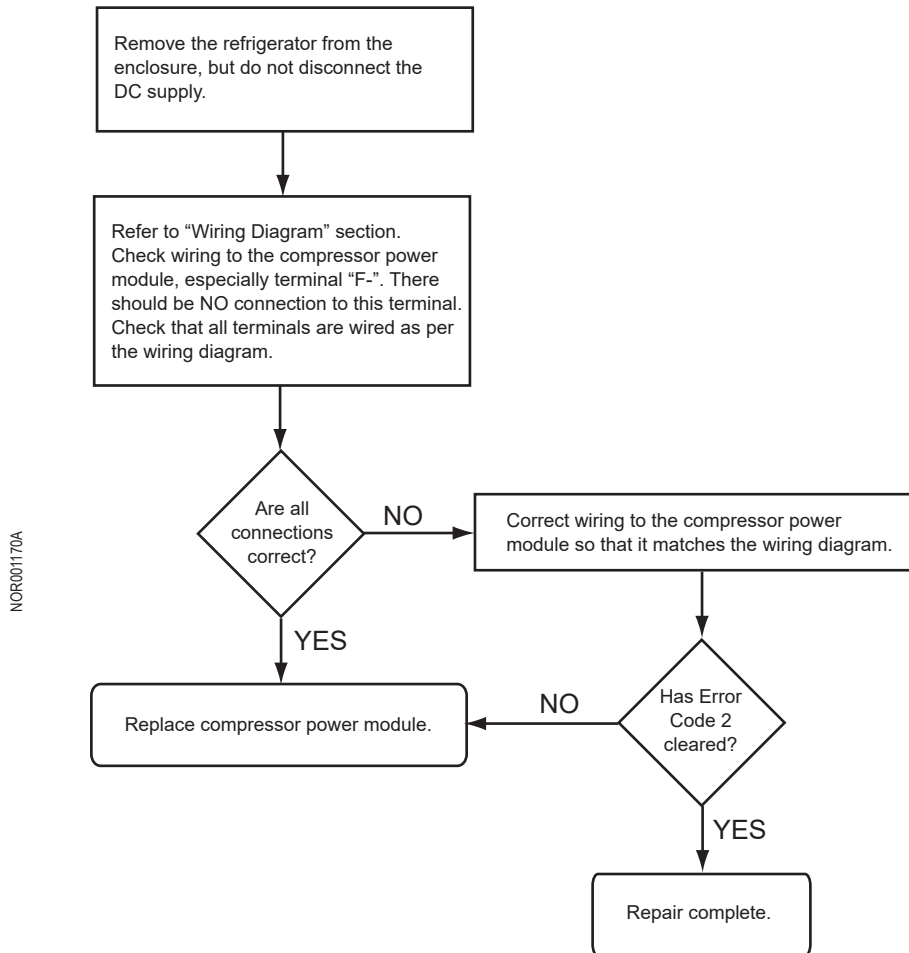 Remove the refrigerator from the
enclosure, but do not disconnect the
DC supply.
Refer to “Wiring Diagram” section.
Check wiring to the compressor power
module, especially terminal “F-”. There
should be NO connection to this terminal.
Check that all terminals are wired as per
the wiring diagram.
Are all
connections
correct?
NO
Correct wiring to the compressor power
module so that it matches the wiring diagram.
YES
Replace compressor power module.
NO
Has Error
Code 2
cleared?
YES
Repair complete.
NOR001170A